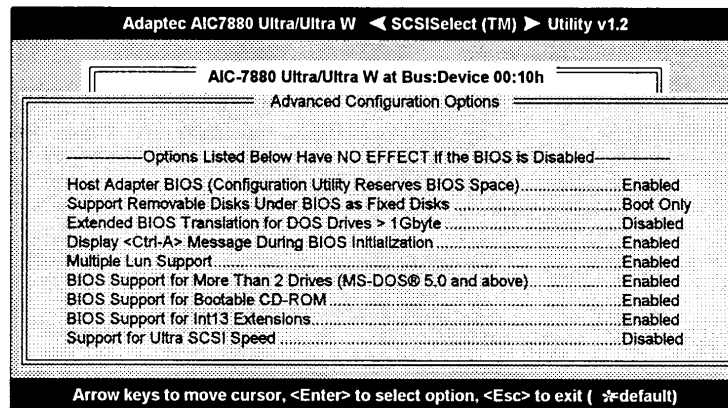 Adaptec AIC7880 Ultra/Ultra W ◄ SCSISelect (TM) ► Utility v1.2
AIC-7880 Ultra/Ultra W at Bus:Device 00:10h
Advanced Configuration Options
Options Listed Below Have NO EFFECT if the BIOS is Disabled
Host Adapter BIOS (Configuration Utility Reserves BIOS Space)............Enabled
Support Removable Disks Under BIOS as Fixed Disks ............Boot Only
Extended BIOS Translation for DOS Drives > 1Gbyte ............Disabled
Display <Ctrl-A> Message During BIOS Initialization ............Enabled
Multiple Lun Support............Enabled
BIOS Support for More Than 2 Drives (MS-DOS® 5.0 and above)............Enabled
BIOS Support for Bootable CD-ROM............Enabled
BIOS Support for Int13 Extensions............Enabled
Support for Ultra SCSI Speed ............Disabled
Arrow keys to move cursor, <Enter> to select option, <Esc> to exit ( *=default)